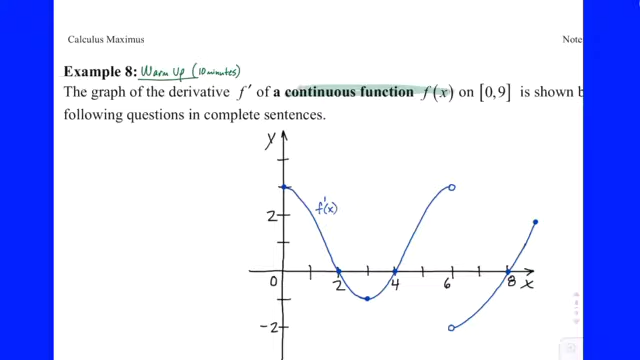 Calculus Maximus
Note
Example 8: Warm Up (10 minutes)
The graph of the derivative f' of a continuous function f(x) on [0,9] is shown b
following questions in complete sentences.
y
f'(x)
2
0
2
4
6
8
x
-2